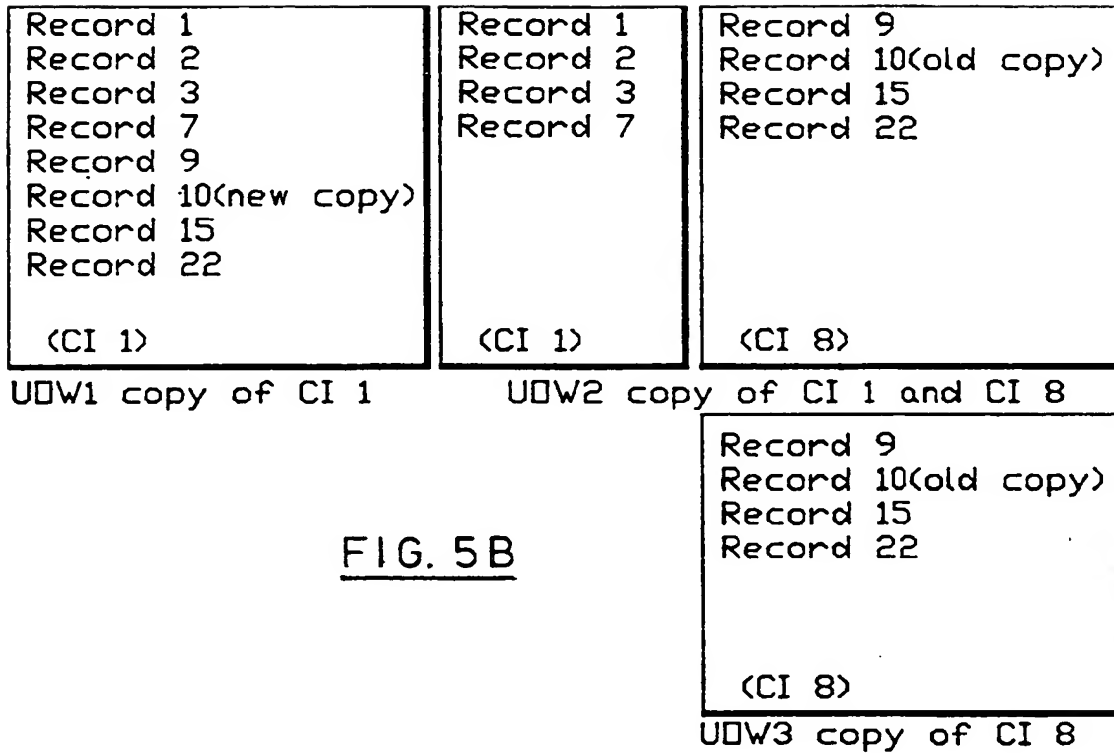 Record 1
Record 2
Record 3
Record 7
Record 9
Record 10(new copy)
Record 15
Record 22
(CI 1)
UOW1 copy of CI 1
Record 1
Record 2
Record 3
Record 7
(CI 1)
Record 9
Record 10(old copy)
Record 15
Record 22
(CI 8)
UOW2 copy of CI 1 and CI 8
Record 9
Record 10(old copy)
Record 15
Record 22
(CI 8)
UOW3 copy of CI 8
FIG. 5B